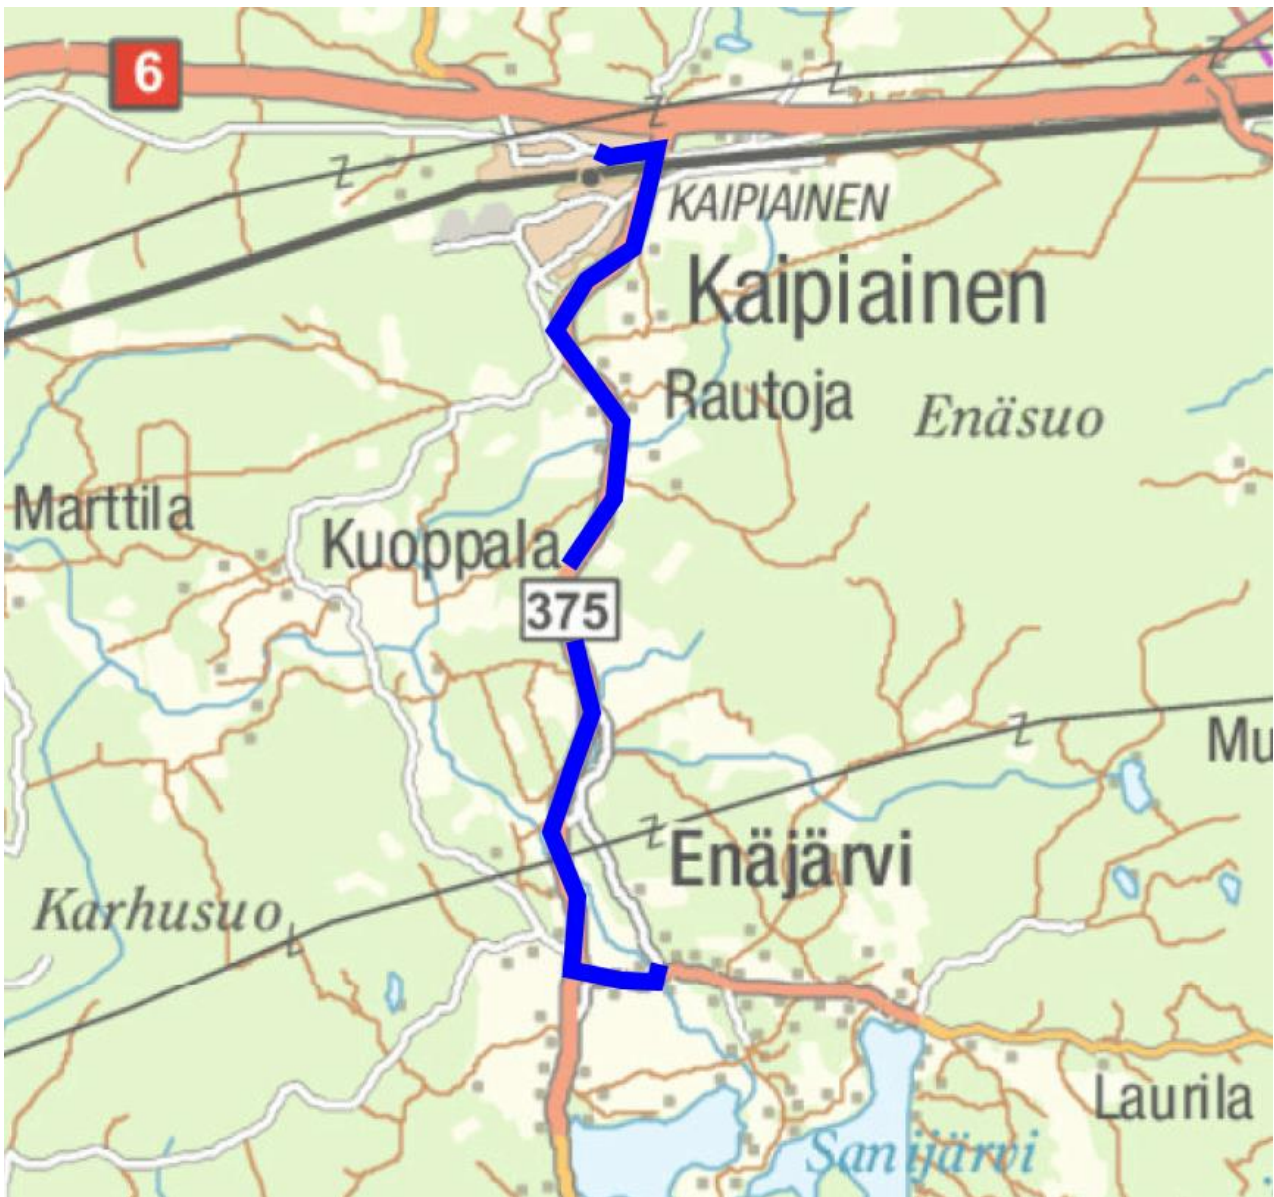 6
KAIPIAINEN
Kaipiainen
Rautoja
Enäsuo
Marttila
Kuoppala
375
Mu
Enäjärvi
Karhusuo
Laurila
Sanijärvi